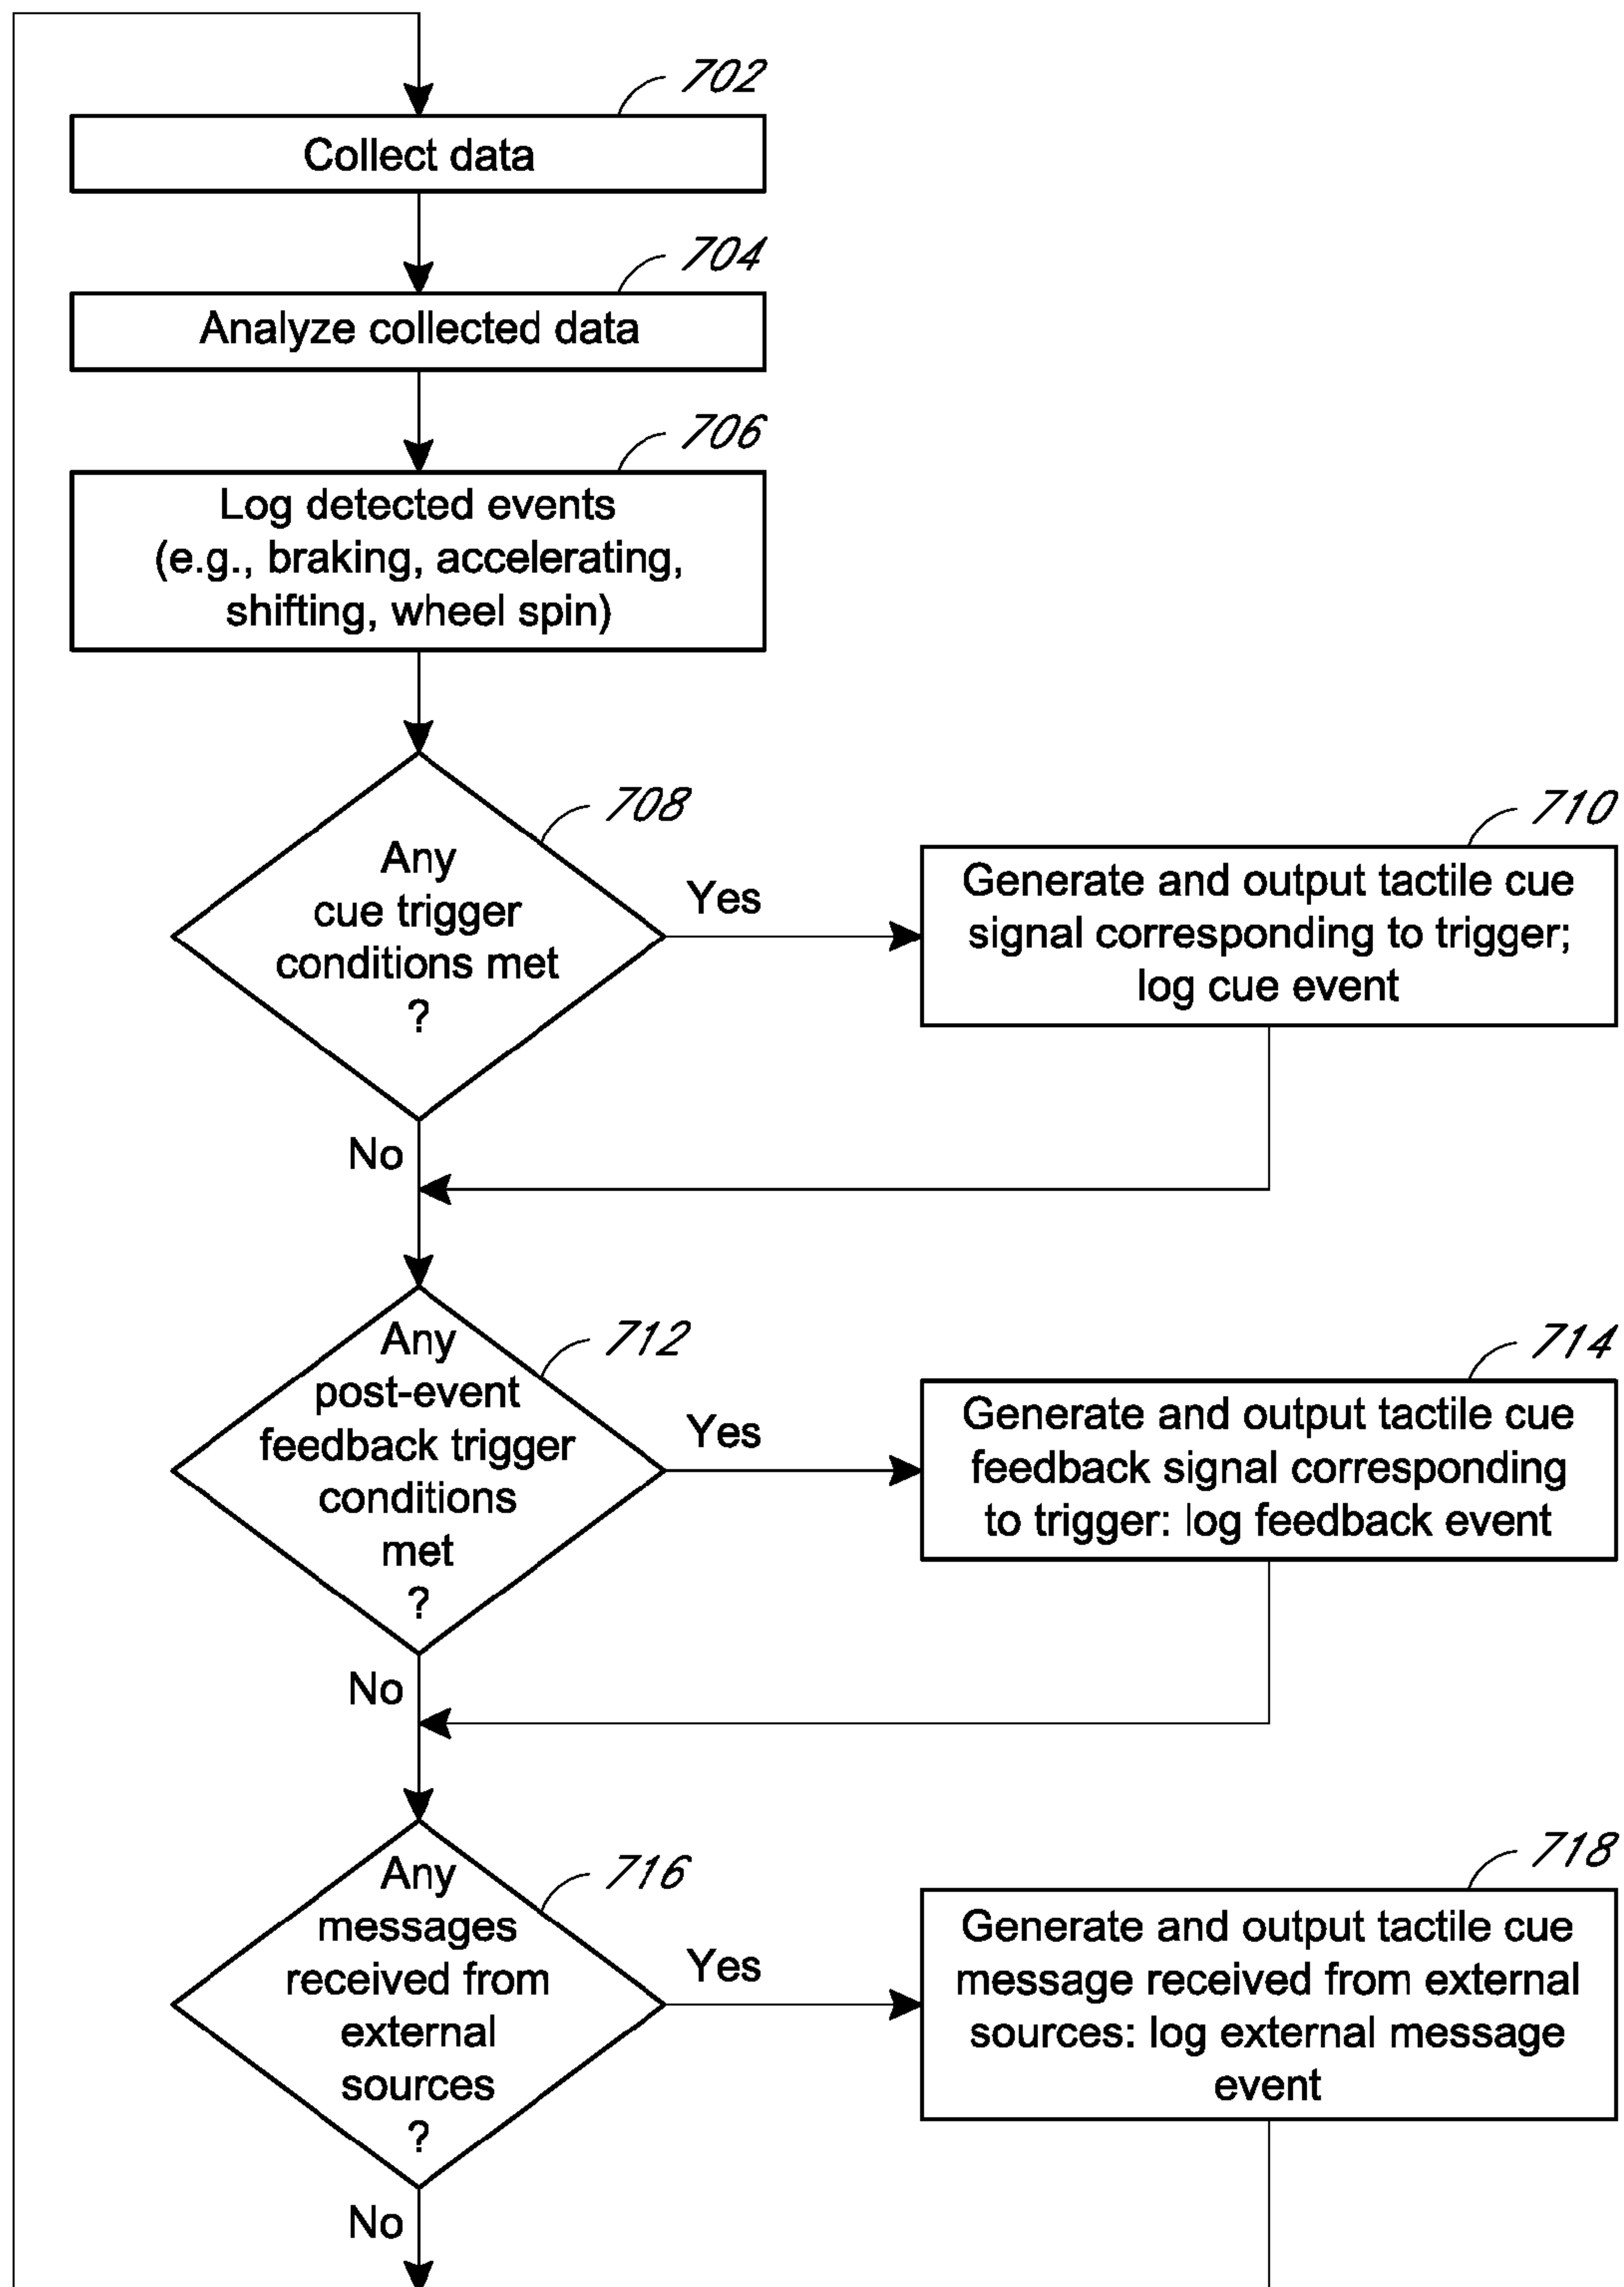 702
Collect data
704
Analyze collected data
706
Log detected events
(e.g., braking, accelerating,
shifting, wheel spin)
708
Any
cue trigger
conditions met
?
Yes
710
Generate and output tactile cue
signal corresponding to trigger;
log cue event
No
712
Any
post-event
feedback trigger
conditions
met
?
Yes
714
Generate and output tactile cue
feedback signal corresponding
to trigger: log feedback event
No
716
Any
messages
received from
external
sources
?
Yes
718
Generate and output tactile cue
message received from external
sources: log external message
event
No